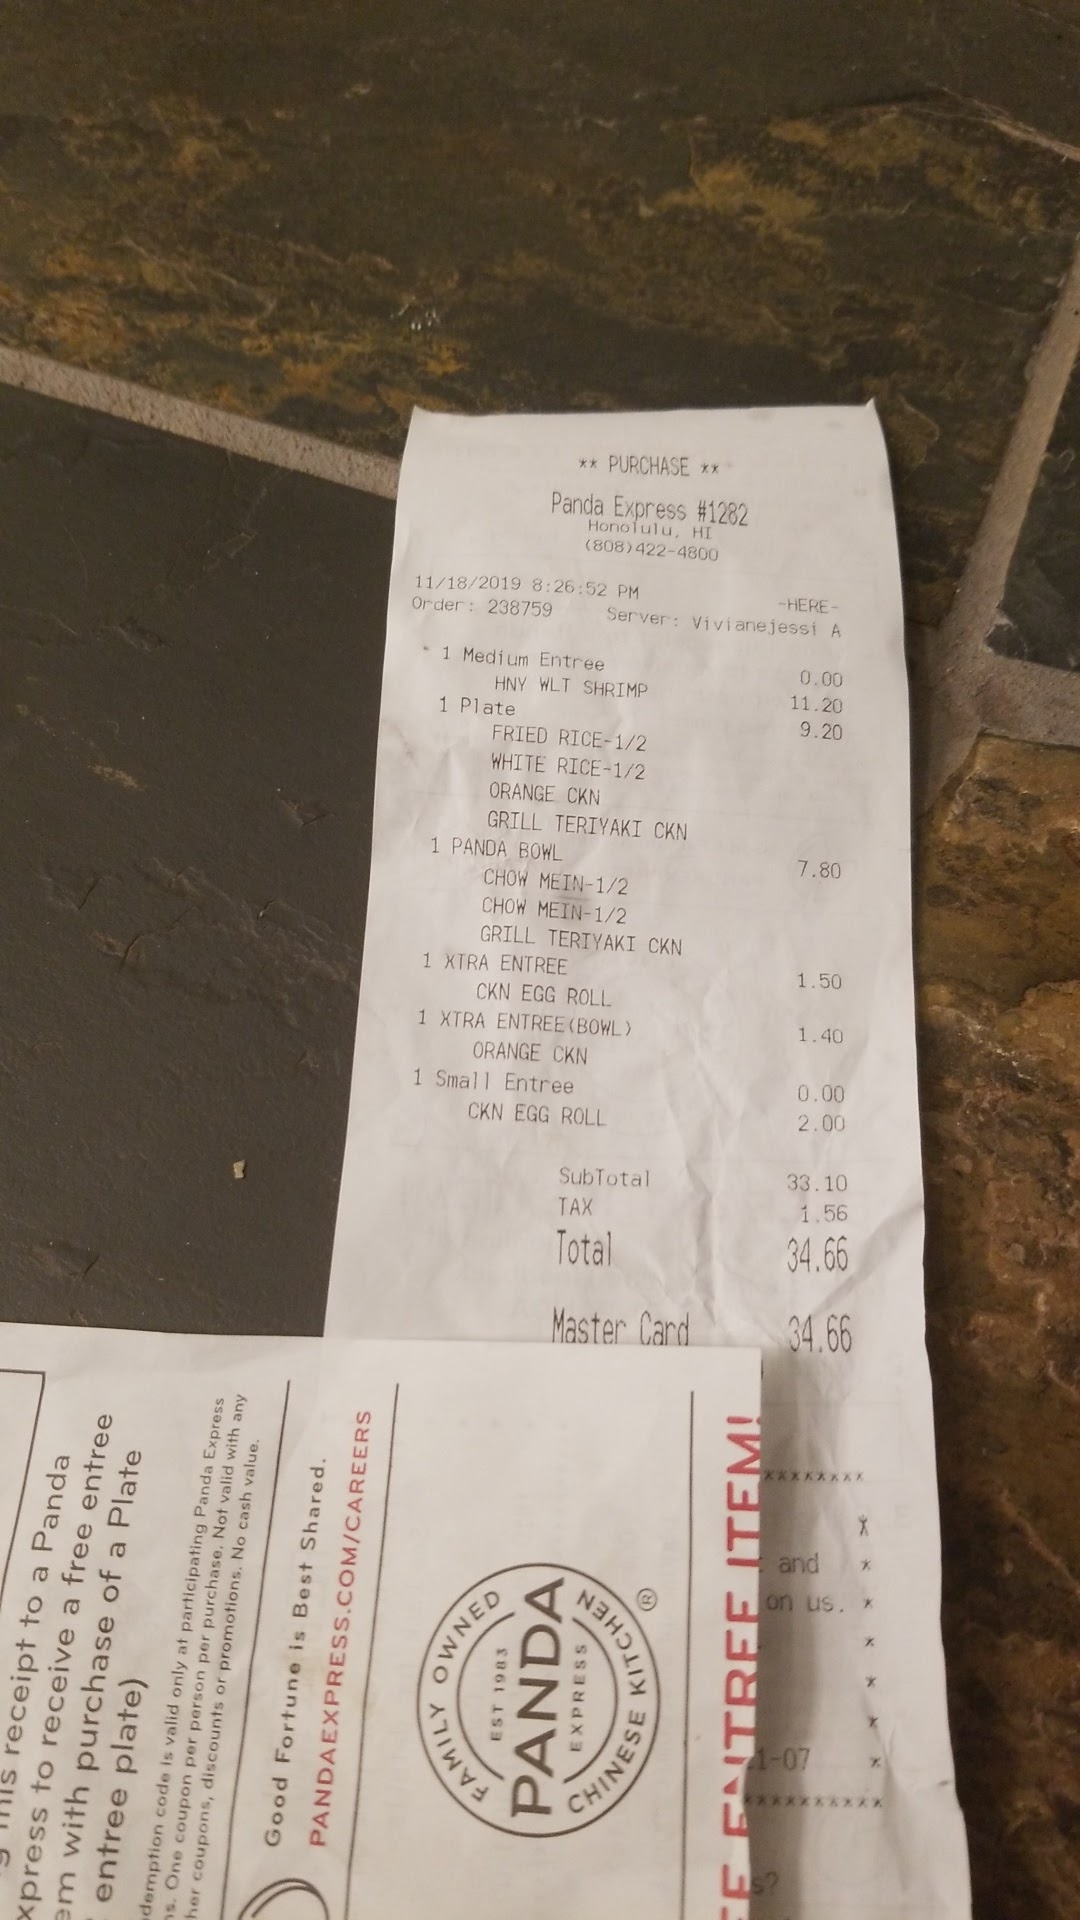 ** PURCHASE **
Panda Express #1282
Honolulu, HI
(808)422-4800
11/18/2019 8:26:52 PM -HERE-
Order: 238759 Server: Vivianejessi A
1 Medium Entree 0.00
HNY WLT SHRIMP 11.20
1 Plate 9.20
FRIED RICE-1/2
WHITE RICE-1/2
ORANGE CKN
GRILL TERIYAKI CKN
1 PANDA BOWL 7.80
CHOW MEIN-1/2
CHOW MEIN-1/2
GRILL TERIYAKI CKN
1 XTRA ENTREE 1.50
CKN EGG ROLL
1 XTRA ENTREE(BOWL) 1.40
ORANGE CKN
1 Small Entree 0.00
CKN EGG ROLL 2.00
SubTotal 33.10
TAX 1.56
Total 34.66
Master Card 34.66
*********
*
and *
on us. *
*
*
*
1-07 *
**********
s?
his receipt to a Panda
xpress to receive a free entree
em with purchase of a Plate
entree plate)
demption code is valid only at participating Panda Express
ns. One coupon per person per purchase. Not valid with any
her coupons, discounts or promotions. No cash value.
Good Fortune is Best Shared.
PANDAEXPRESS.COM/CAREERS
FAMILY OWNED
EST 1983
PANDA
EXPRESS
CHINESE KITCHEN
®
ENTREE ITEM!